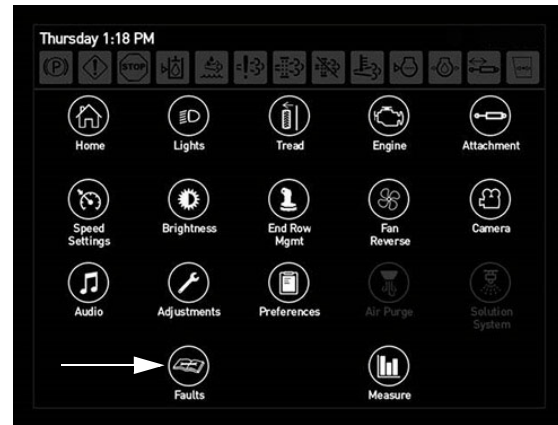 Thursday 1:18 PM
(P) STOP
Home Lights Tread Engine Attachment
Speed Brightness End Row Fan Camera
Settings Mgmt Reverse
Audio Adjustments Preferences Air Purge Solution
System
Faults Measure